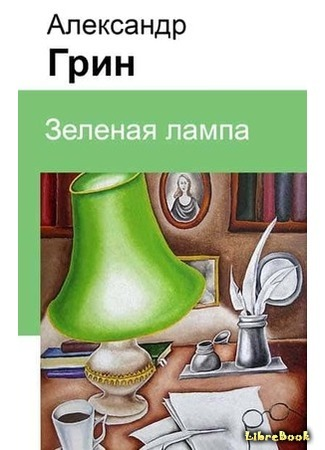 Александр
Грин
Зеленая лампа
LibreBook